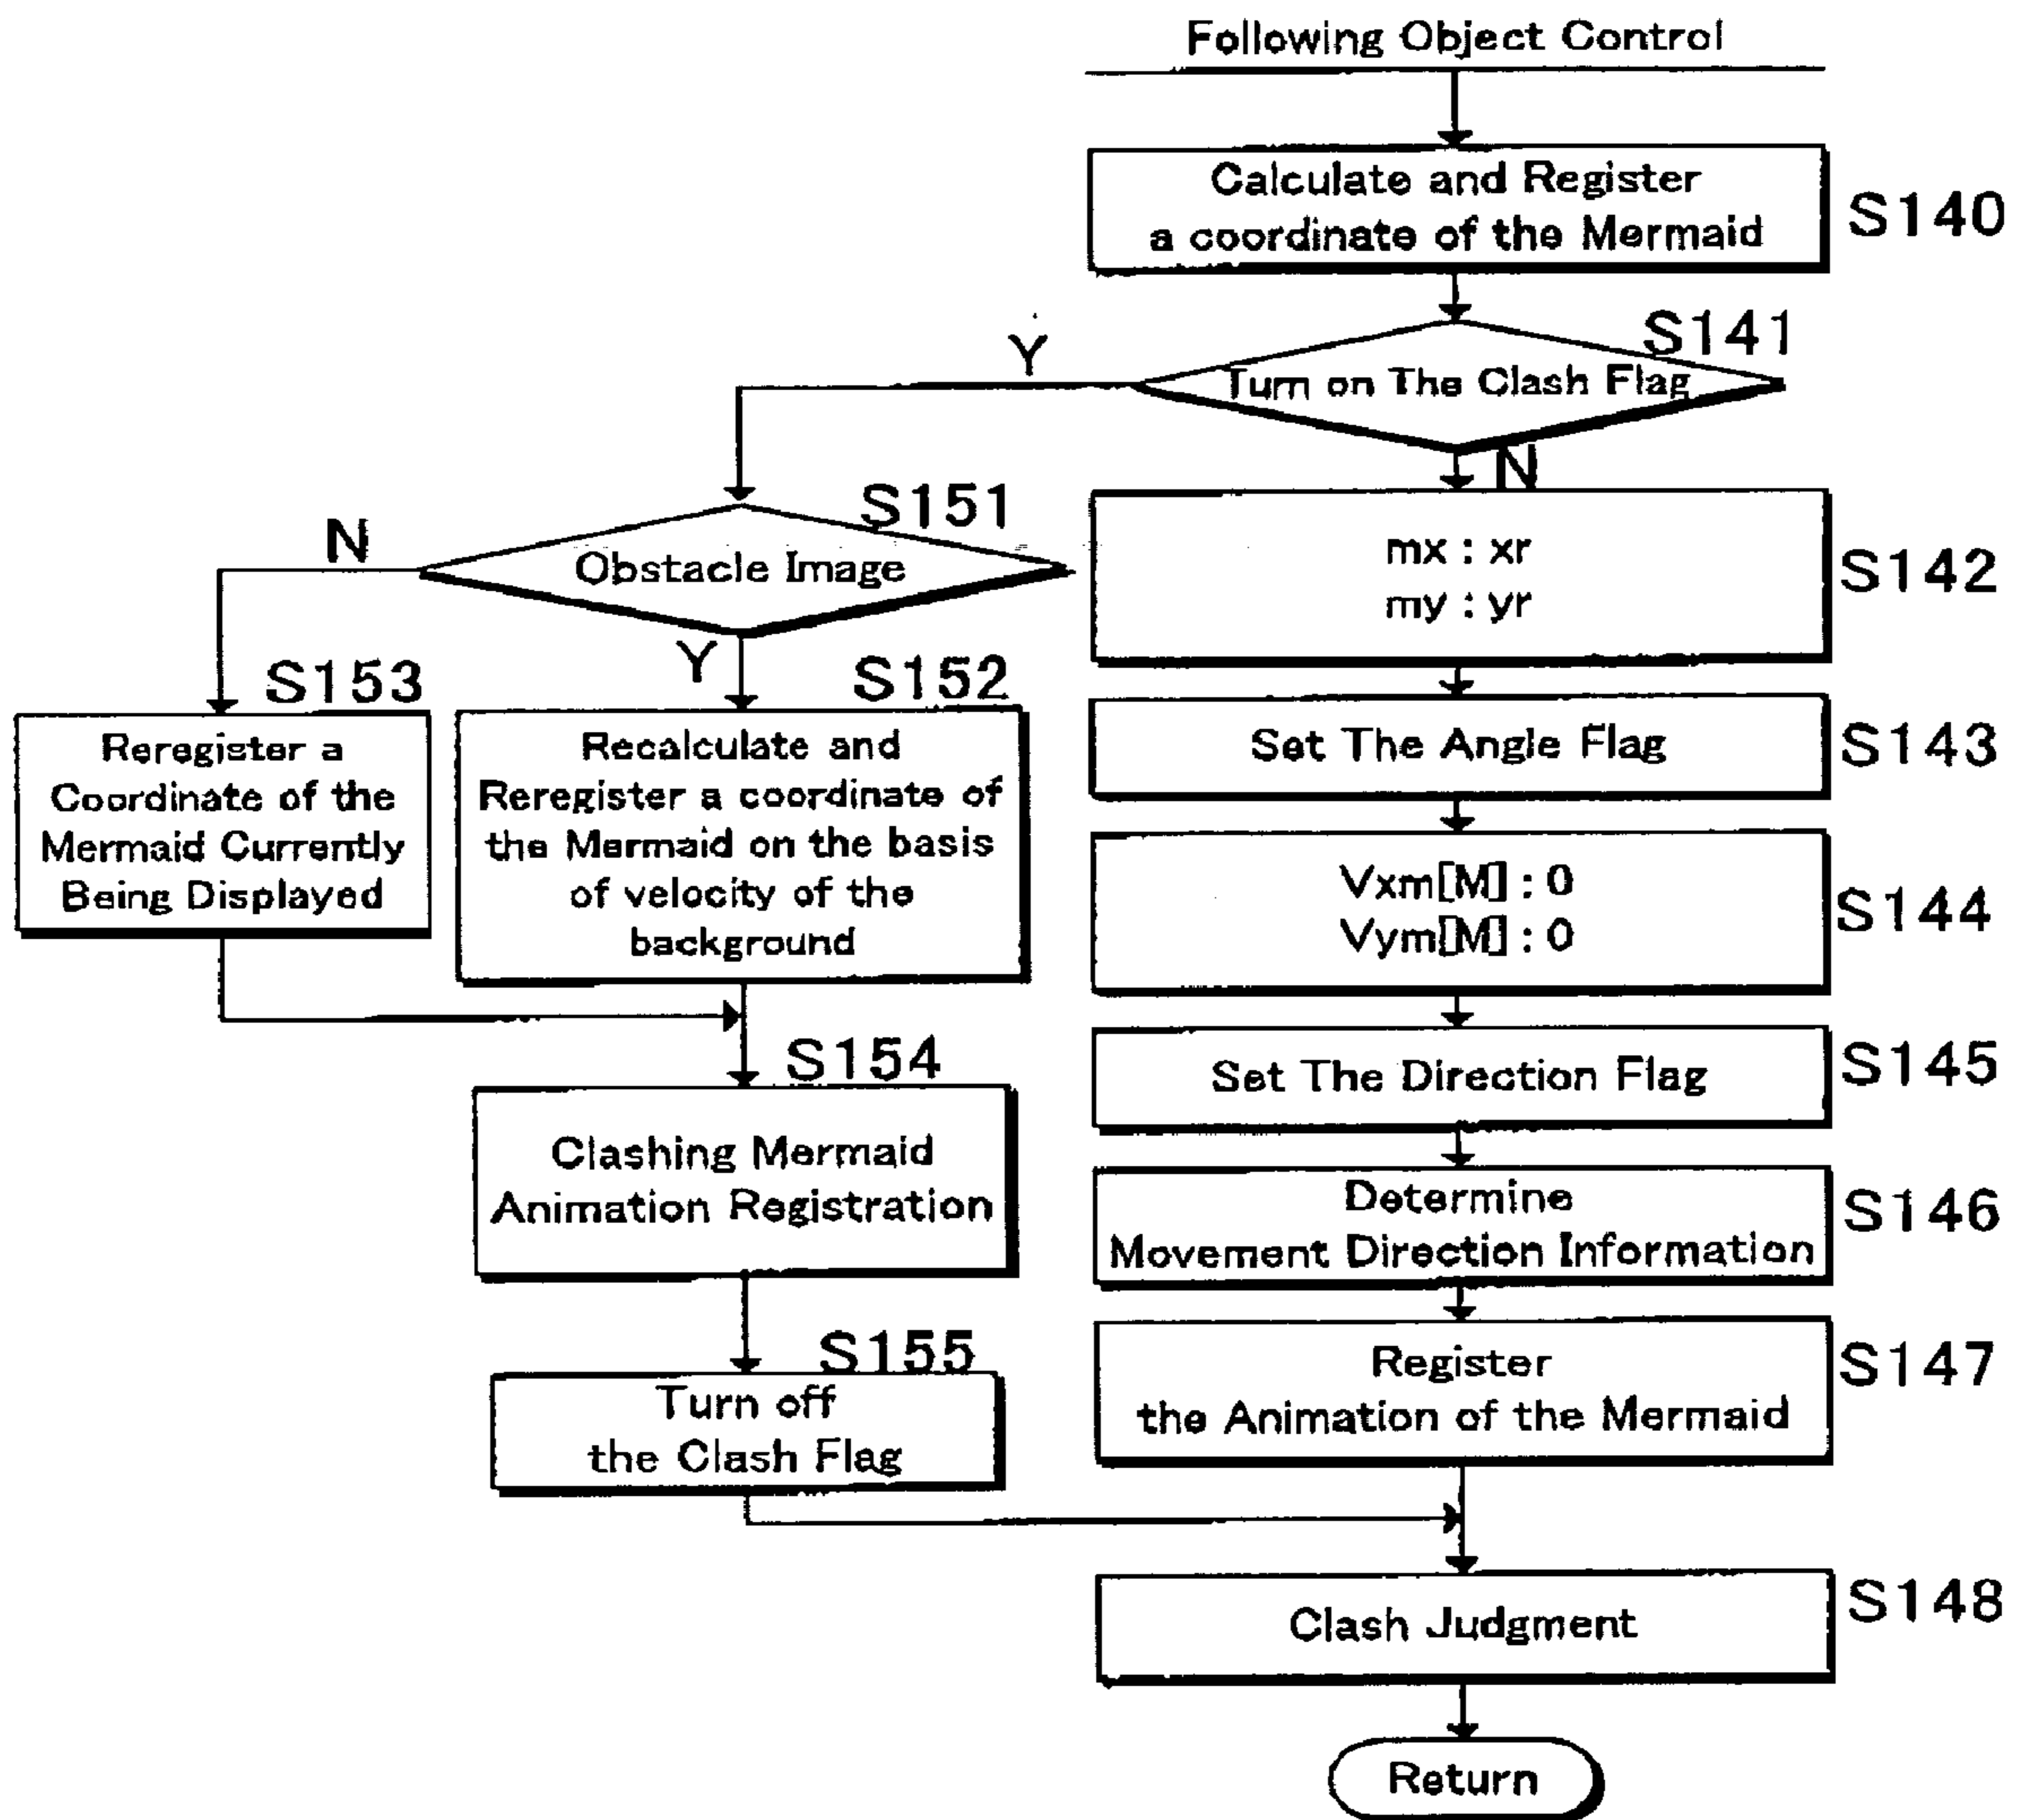 Following Object Control
Calculate and Register
a coordinate of the Mermaid
S140
S141
Turn on The Clash Flag
Y
N
S151
Obstacle Image
N
Y
mx : xr
my : yr
S142
S153
Reregister a
Coordinate of the
Mermaid Currently
Being Displayed
S152
Recalculate and
Reregister a coordinate of
the Mermaid on the basis
of velocity of the
background
Set The Angle Flag
S143
Vxm[M] : 0
Vym[M] : 0
S144
Set The Direction Flag
S145
S154
Clashing Mermaid
Animation Registration
Determine
Movement Direction Information
S146
Register
the Animation of the Mermaid
S147
S155
Turn off
the Clash Flag
Clash Judgment
S148
Return